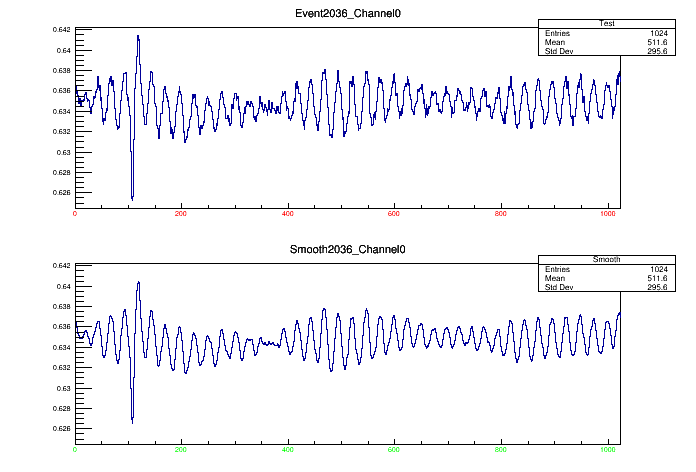 Event2036_Channel0
Test
Entries 1024
Mean 511.6
Std Dev 295.6
0.642
0.64
0.638
0.636
0.634
0.632
0.63
0.628
0.626
0 200 400 600 800 1000
Smooth2036_Channel0
Smooth
Entries 1024
Mean 511.6
Std Dev 295.6
0.642
0.64
0.638
0.636
0.634
0.632
0.63
0.628
0.626
0 200 400 600 800 1000